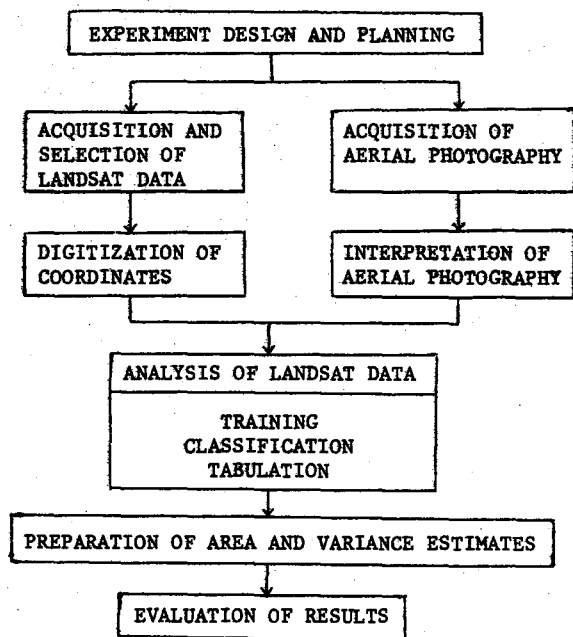 EXPERIMENT DESIGN AND PLANNING
ACQUISITION AND
SELECTION OF
LANDSAT DATA
ACQUISITION OF
AERIAL PHOTOGRAPHY
DIGITIZATION OF
COORDINATES
INTERPRETATION OF
AERIAL PHOTOGRAPHY
ANALYSIS OF LANDSAT DATA
TRAINING
CLASSIFICATION
TABULATION
PREPARATION OF AREA AND VARIANCE ESTIMATES
EVALUATION OF RESULTS